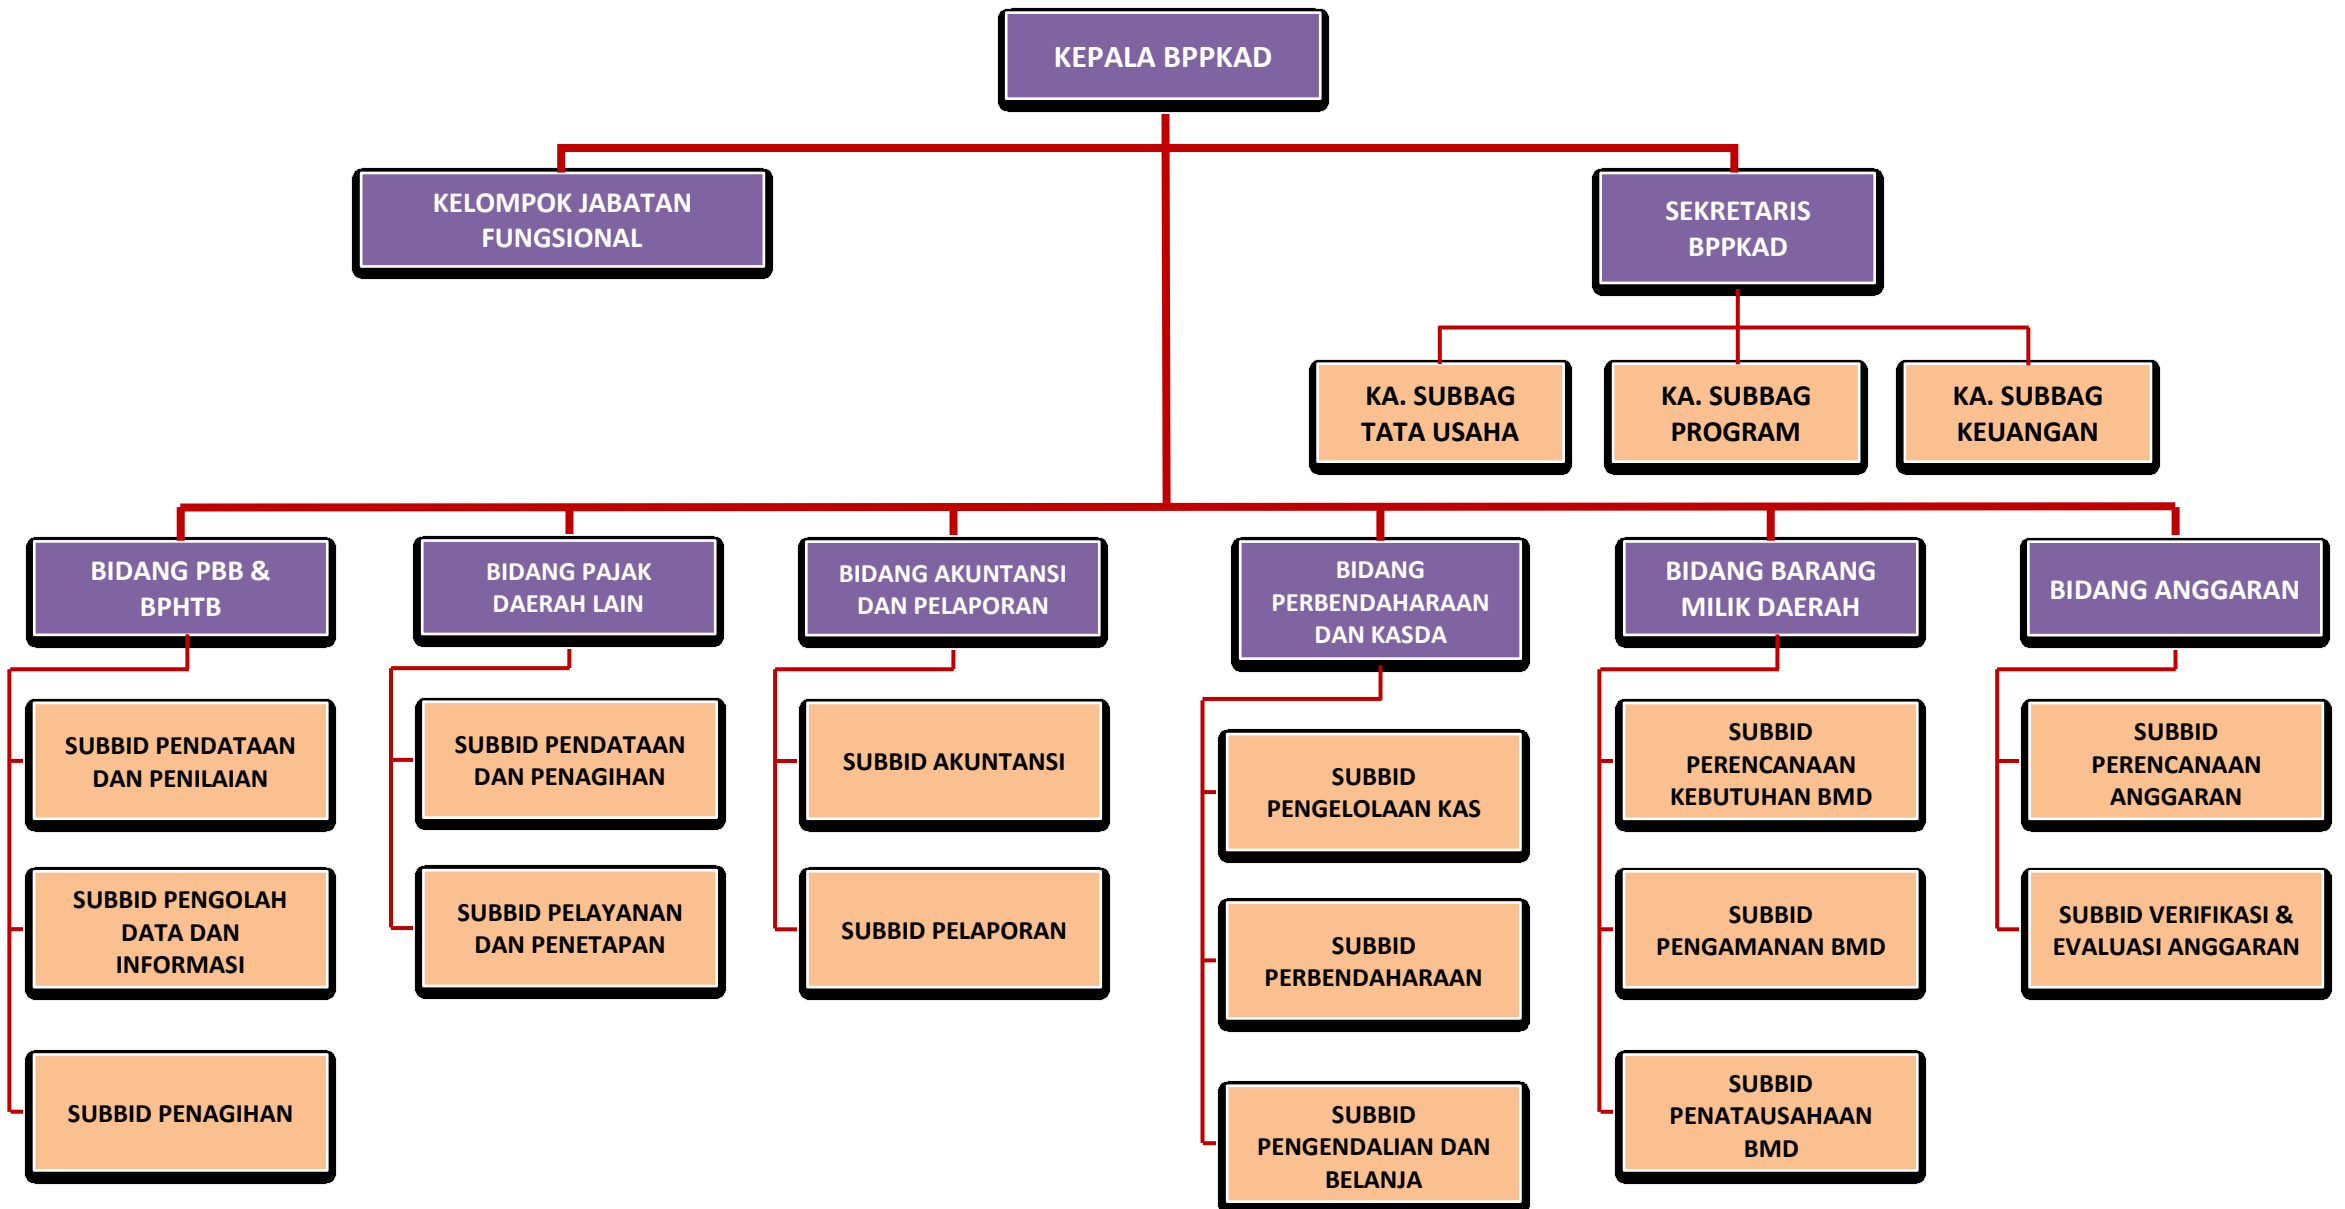 KEPALA BPPKAD
KELOMPOK JABATAN
FUNGSIONAL
SEKRETARIS
BPPKAD
KA. SUBBAG
TATA USAHA
KA. SUBBAG
PROGRAM
KA. SUBBAG
KEUANGAN
BIDANG PBB &
BPHTB
BIDANG PAJAK
DAERAH LAIN
BIDANG AKUNTANSI
DAN PELAPORAN
BIDANG
PERBENDAHARAAN
DAN KASDA
BIDANG BARANG
MILIK DAERAH
BIDANG ANGGARAN
SUBBID PENDATAAN
DAN PENILAIAN
SUBBID PENDATAAN
DAN PENAGIHAN
SUBBID AKUNTANSI
SUBBID
PENGELOLAAN KAS
SUBBID
PERENCANAAN
KEBUTUHAN BMD
SUBBID
PERENCANAAN
ANGGARAN
SUBBID PENGOLAH
DATA DAN
INFORMASI
SUBBID PELAYANAN
DAN PENETAPAN
SUBBID PELAPORAN
SUBBID
PERBENDAHARAAN
SUBBID
PENGAMANAN BMD
SUBBID VERIFIKASI &
EVALUASI ANGGARAN
SUBBID PENAGIHAN
SUBBID
PENGENDALIAN DAN
BELANJA
SUBBID
PENATAUSAHAAN
BMD